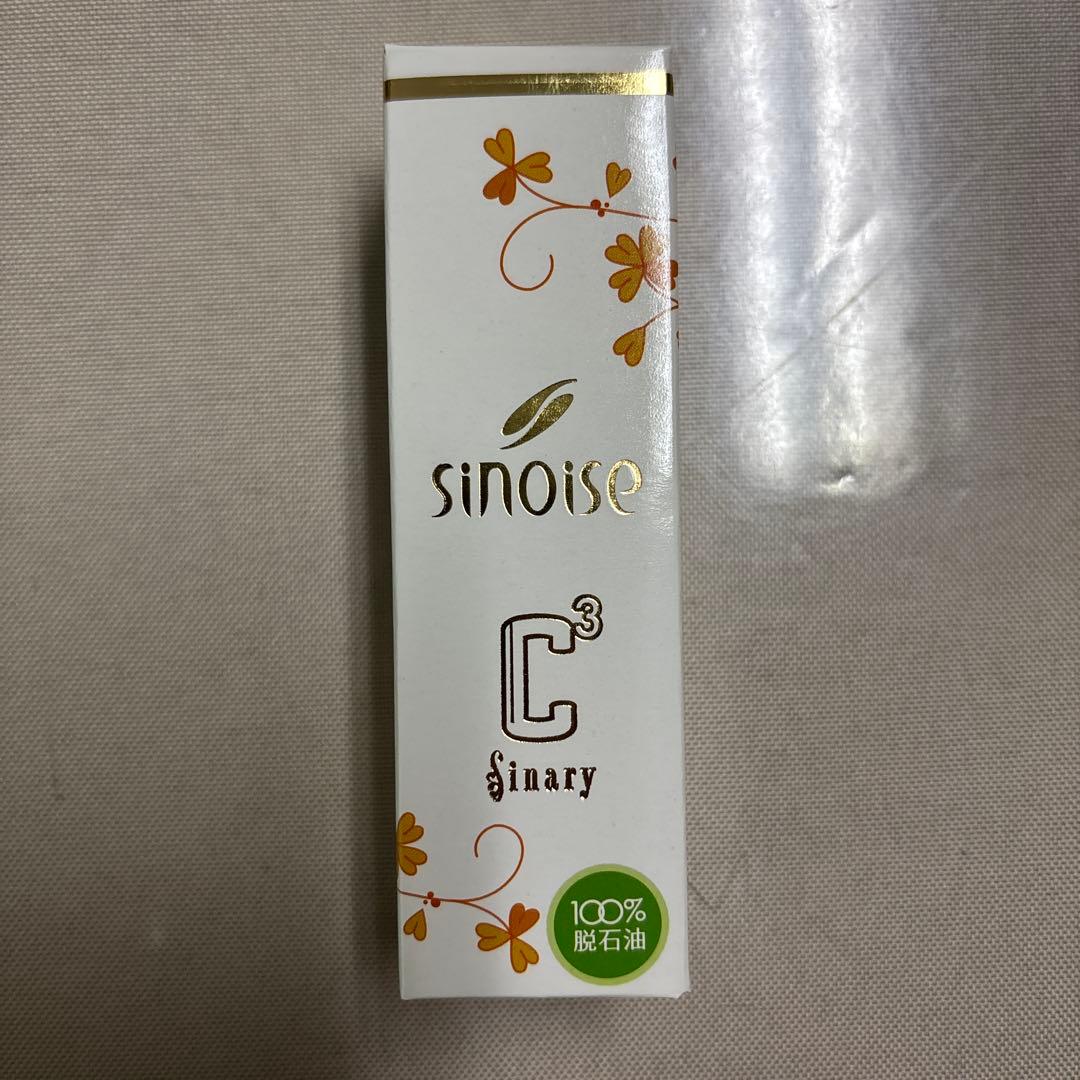 sinoise
C³
Sinary
100%
脱石油